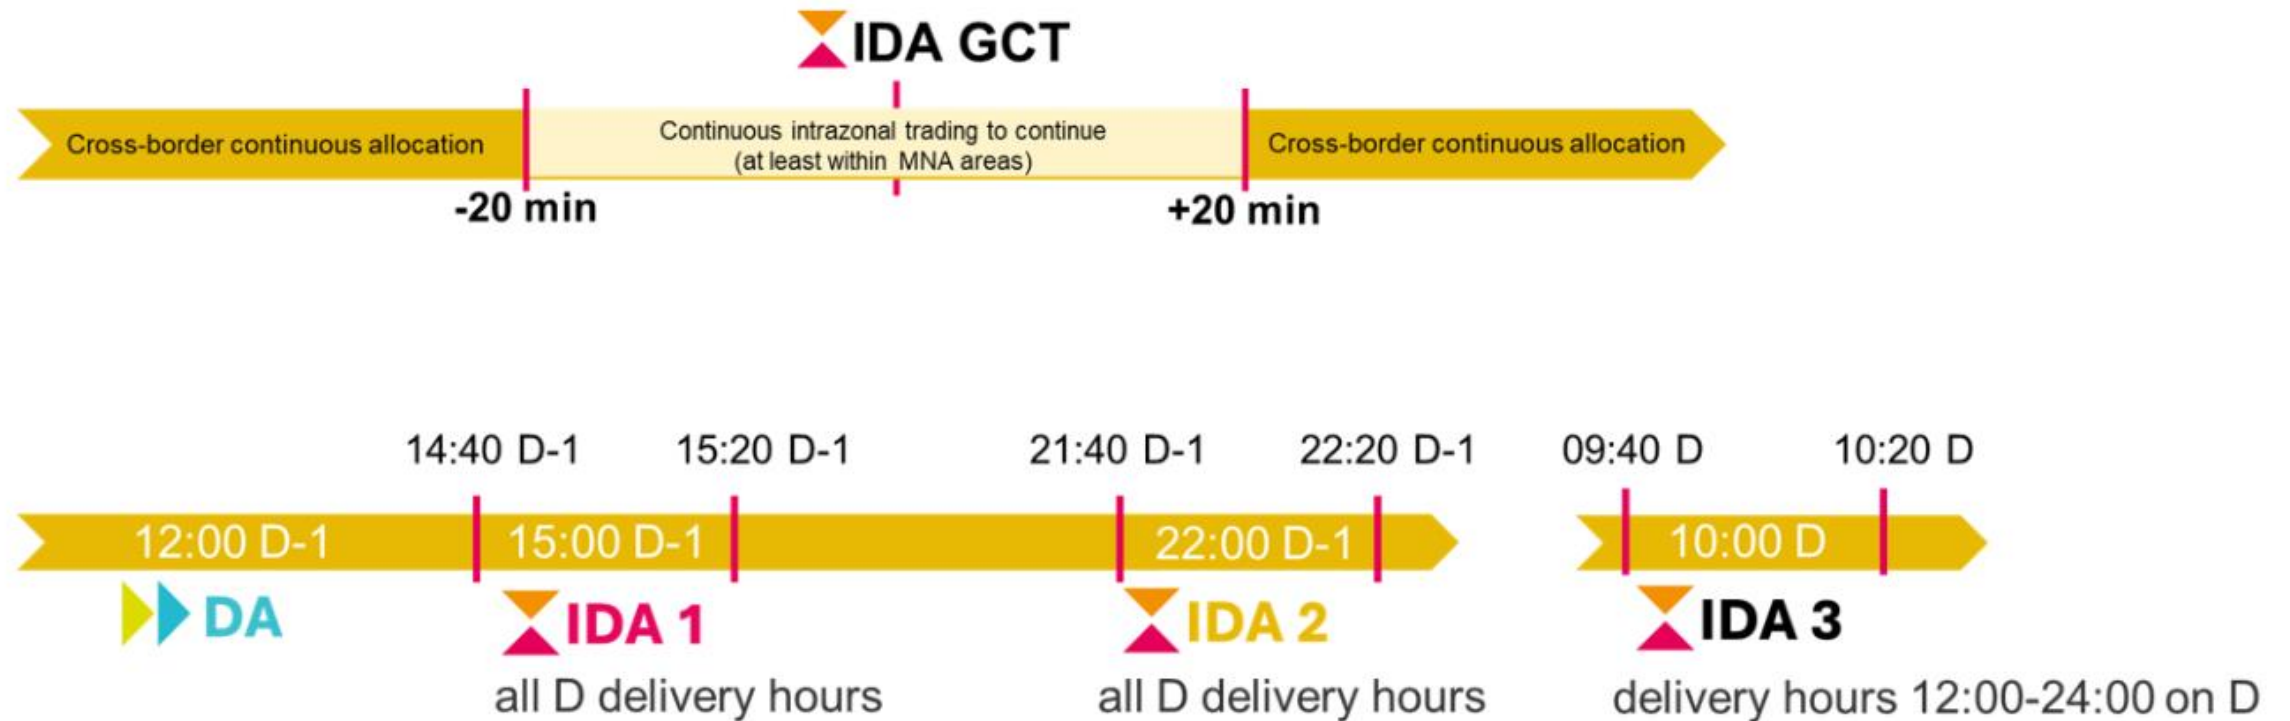 IDA GCT
Cross-border continuous allocation
Continuous intrazonal trading to continue
(at least within MNA areas)
Cross-border continuous allocation
-20 min
+20 min
14:40 D-1
15:20 D-1
21:40 D-1
22:20 D-1
09:40 D
10:20 D
12:00 D-1
15:00 D-1
22:00 D-1
10:00 D
DA
IDA 1
IDA 2
IDA 3
all D delivery hours
all D delivery hours
delivery hours 12:00-24:00 on D